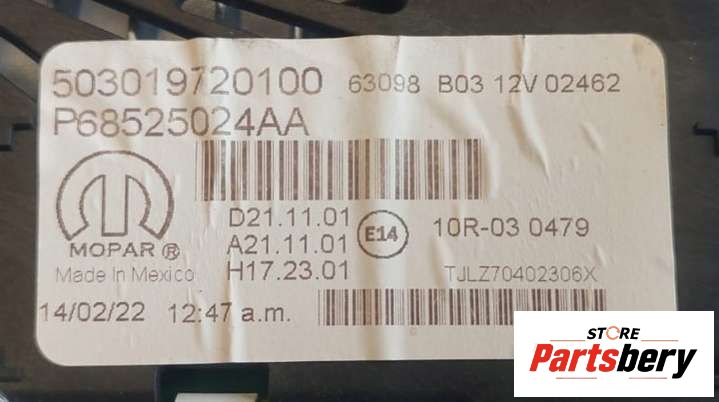 503019720100 63098 B03 12V 02462
P68525024AA
D21.11.01
A21.11.01
H17.23.01
E14
10R-03 0479
MOPAR ®
Made In Mexico
TJLZ70402306X
14/02/22 12:47 a.m.
STORE
Partsbery